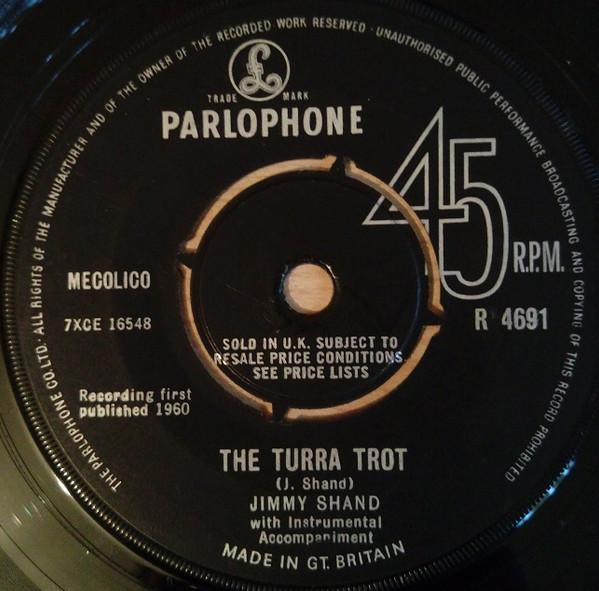 THE PARLOPHONE CO.LTD. ALL RIGHTS OF THE MANUFACTURER AND OF THE OWNER OF THE RECORDED WORK RESERVED · UNAUTHORISED PUBLIC PERFORMANCE BROADCASTING AND COPYING OF THIS RECORD PROHIBITED
£
TRADE MARK
PARLOPHONE
45
R.P.M.
MECOLICO
7XCE 16548
R 4691
SOLD IN U.K. SUBJECT TO
RESALE PRICE CONDITIONS,
SEE PRICE LISTS
Recording first
published 1960
THE TURRA TROT
(J. Shand)
JIMMY SHAND
with Instrumental
Accompaniment
MADE IN GT. BRITAIN